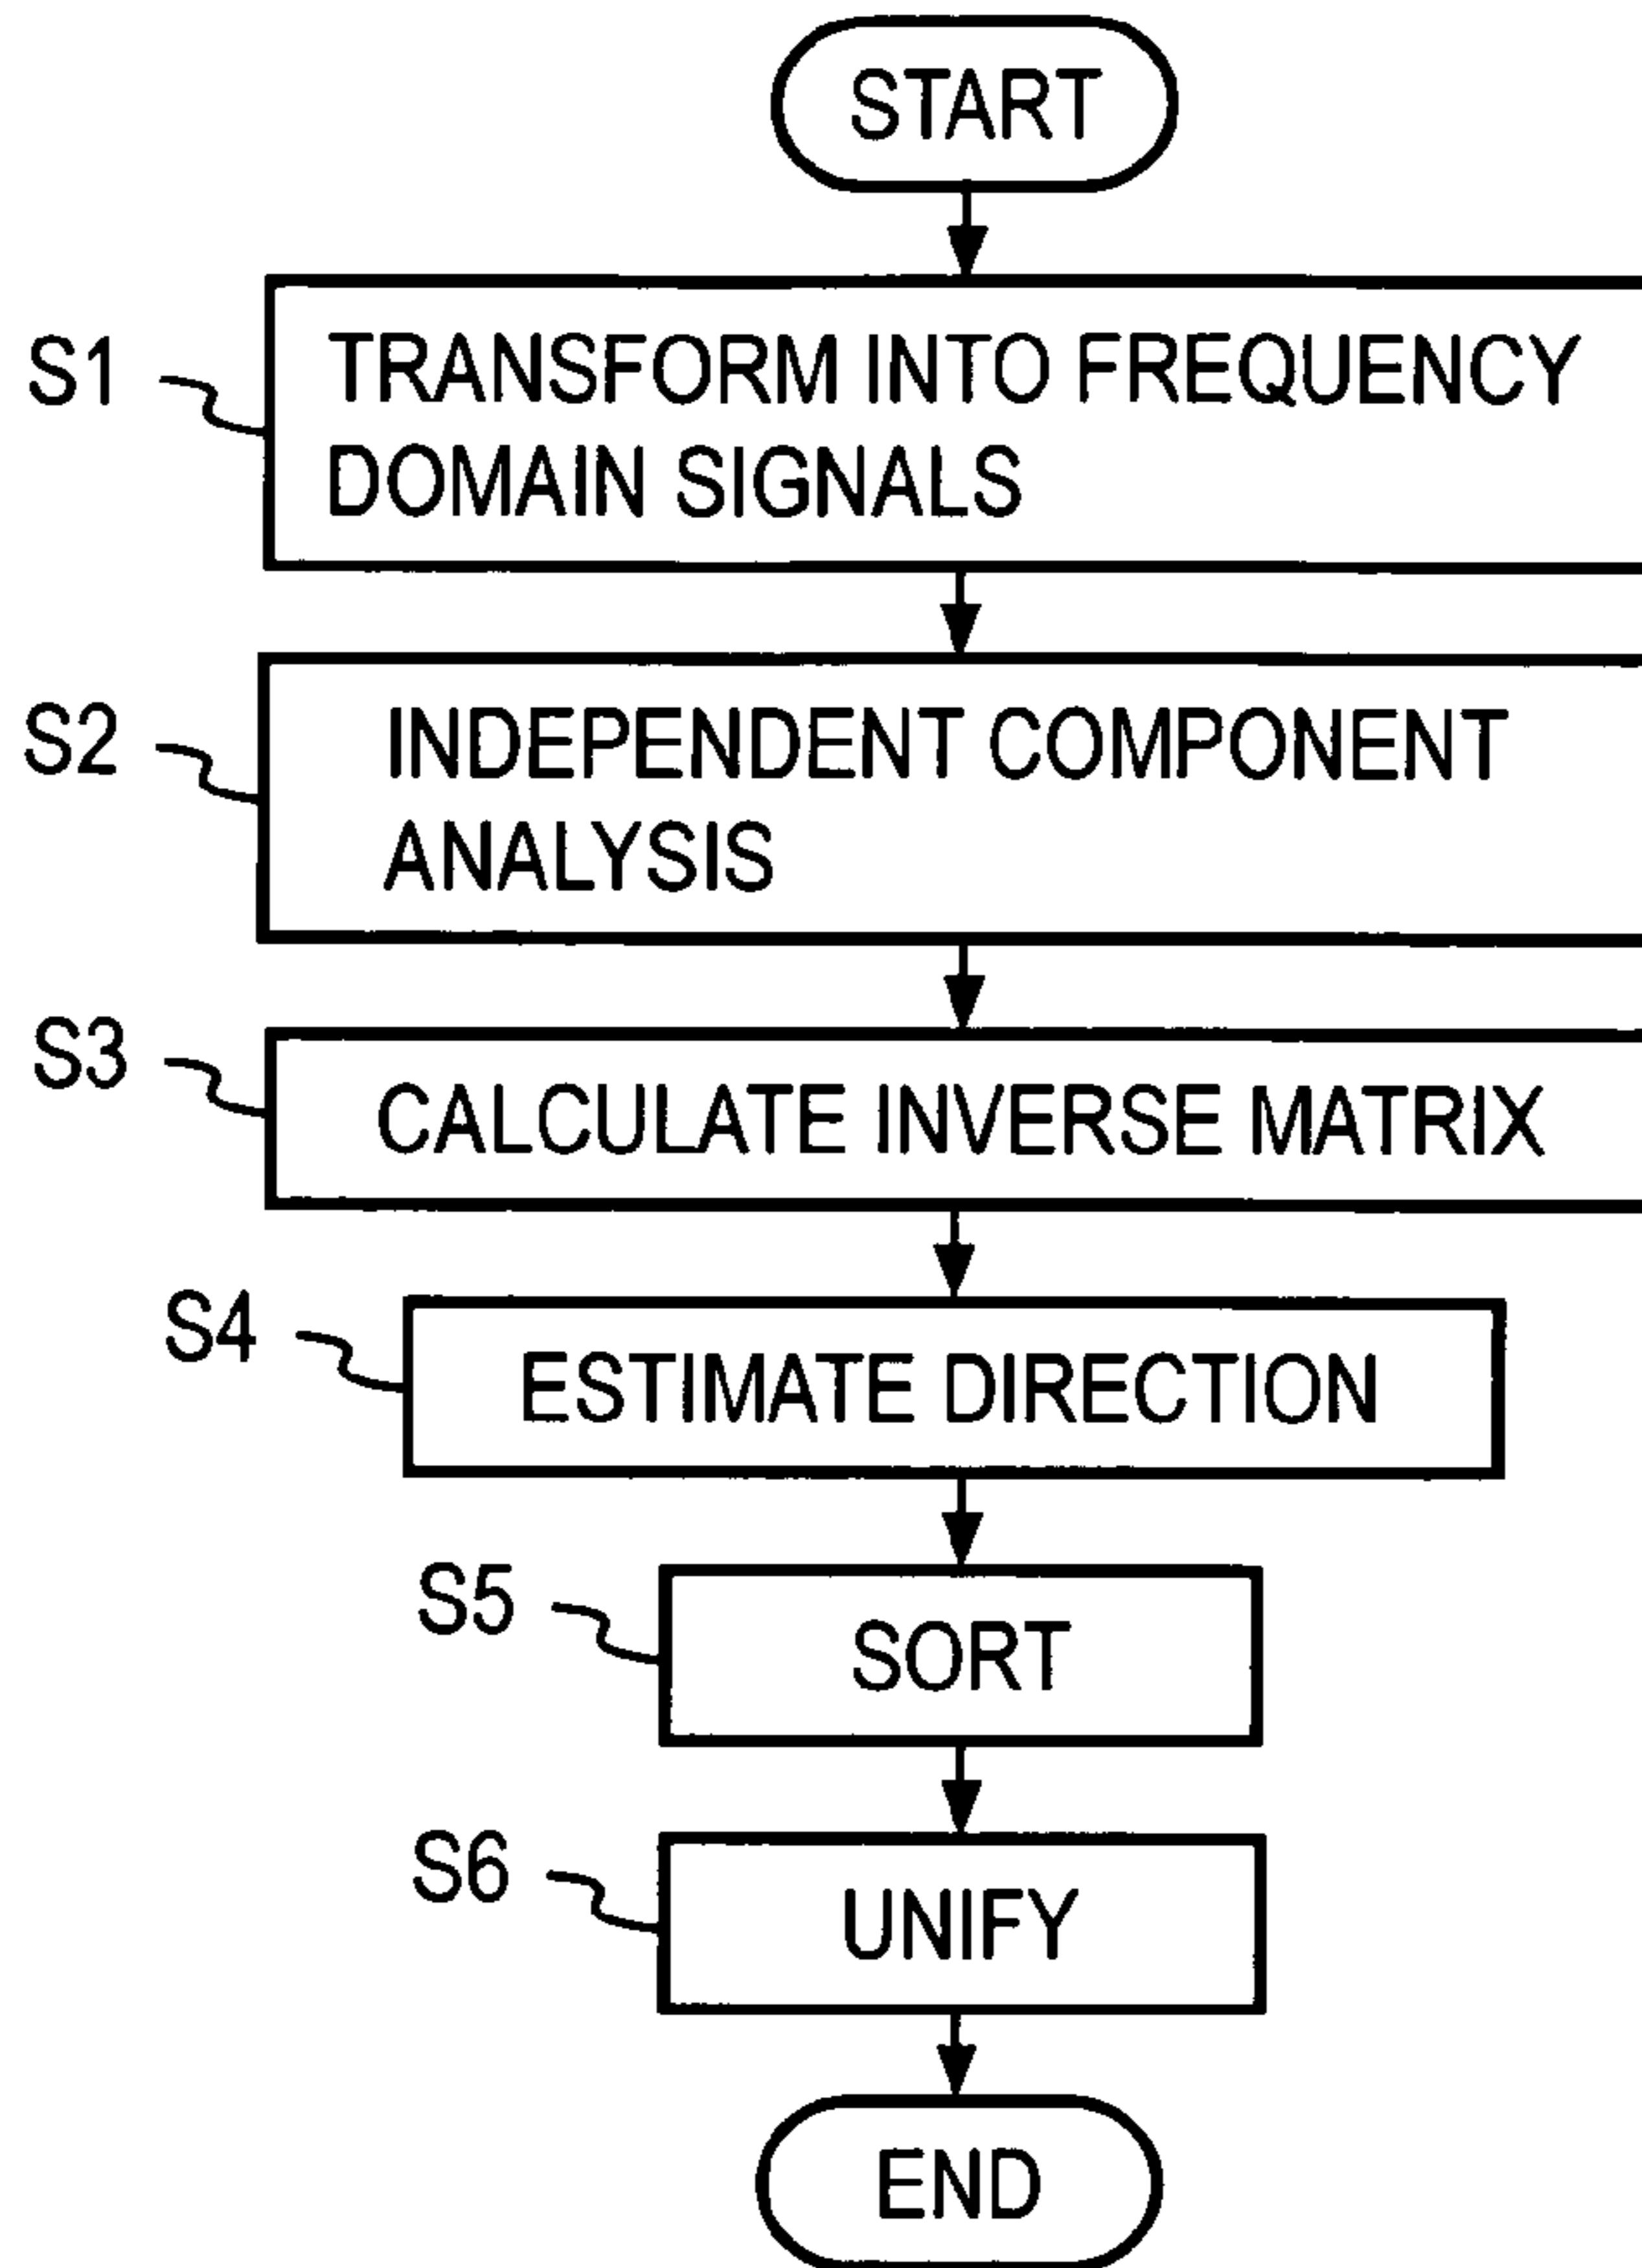 START
S1
TRANSFORM INTO FREQUENCY
DOMAIN SIGNALS
S2
INDEPENDENT COMPONENT
ANALYSIS
S3
CALCULATE INVERSE MATRIX
S4
ESTIMATE DIRECTION
S5
SORT
S6
UNIFY
END